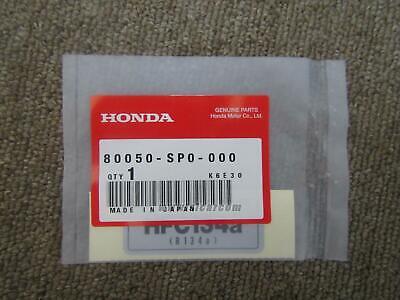 HONDA
GENUINE PARTS
Honda Motor Co., Ltd.
80050-SP0-000
QTY 1 K6E30
MADE IN JAPAN
HFC134a
(R134a)